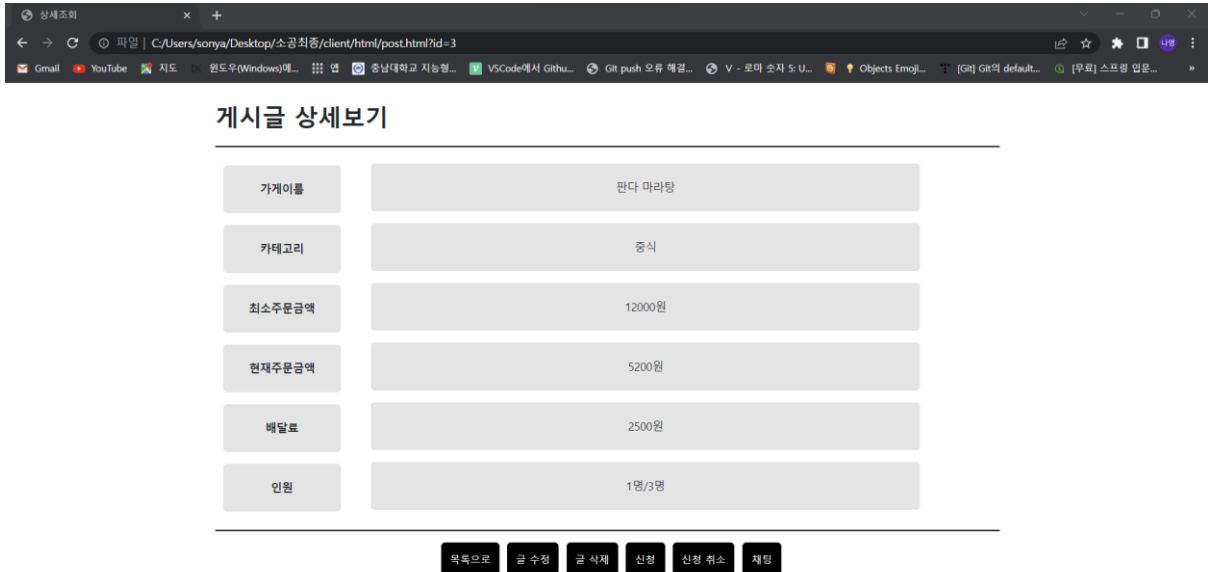 상세조회
파일 | C:/Users/sonya/Desktop/소공최종/client/html/post.html?id=3
나영
Gmail YouTube 지도 윈도우(Windows)에... 앱 충남대학교 지능형... VSCode에서 Githu... Git push 오류 해결... V - 로마 숫자 5: U... Objects Emoji... [Git] Git의 default... [무료] 스프링 입문... »
게시글 상세보기
가게이름 판다 마라탕
카테고리 중식
최소주문금액 12000원
현재주문금액 5200원
배달료 2500원
인원 1명/3명
목록으로 글 수정 글 삭제 신청 신청 취소 채팅